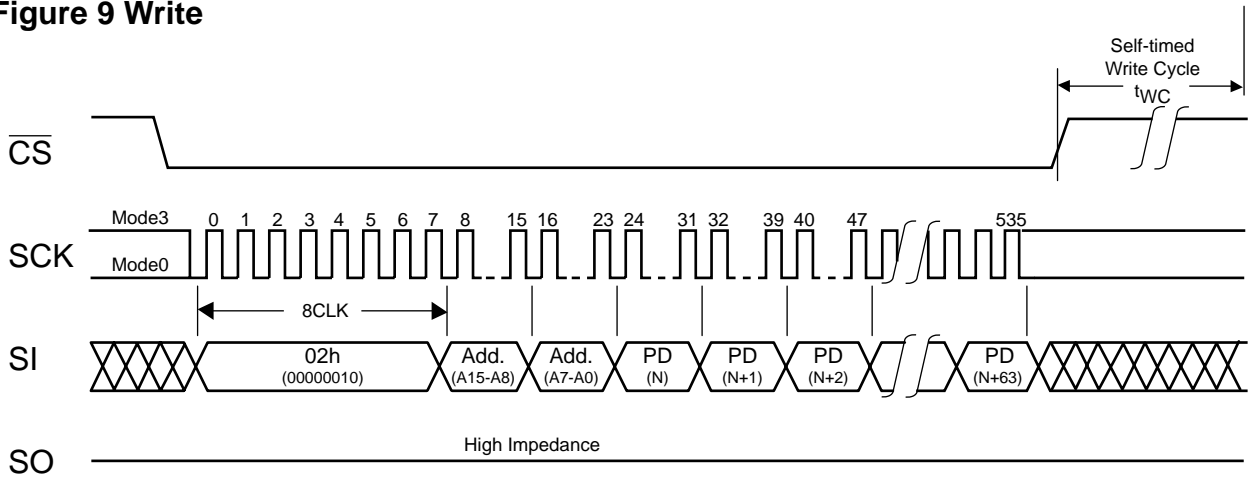 Figure 9 Write
Self-timed
Write Cycle
tWC
CS
SCK
Mode3
Mode0
0 1 2 3 4 5 6 7 8 15 16 23 24 31 32 39 40 47 535
8CLK
SI
02h
(00000010)
Add.
(A15-A8)
Add.
(A7-A0)
PD
(N)
PD
(N+1)
PD
(N+2)
PD
(N+63)
SO
High Impedance